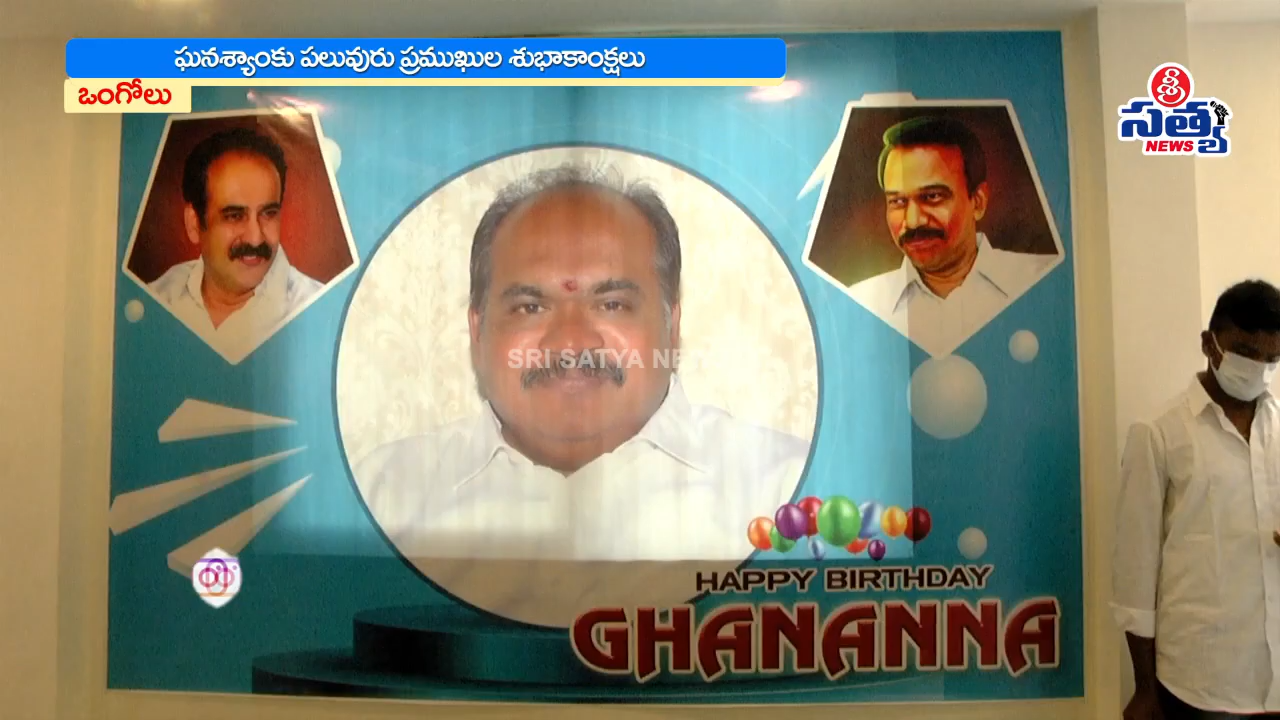 ఘనశ్యాంకు పలువురు ప్రముఖుల శుభాకాంక్షలు
ఒంగోలు
శ్రీ
సత్య
NEWS
SRI SATYA NE
HAPPY BIRTHDAY
GHANANNA